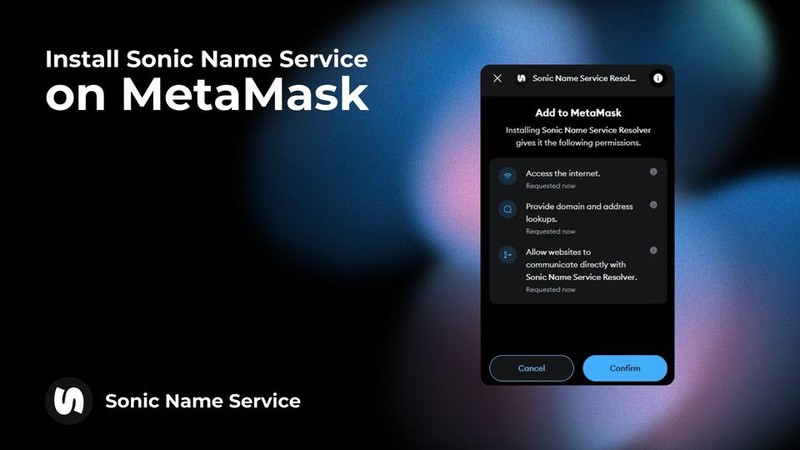 Install Sonic Name Service
on MetaMask
Sonic Name Service Resol...
Add to MetaMask
Installing Sonic Name Service Resolver
gives it the following permissions.
Access the internet.
Requested now
Provide domain and address
lookups.
Requested now
Allow websites to
communicate directly with
Sonic Name Service Resolver.
Requested now
Cancel
Confirm
Sonic Name Service